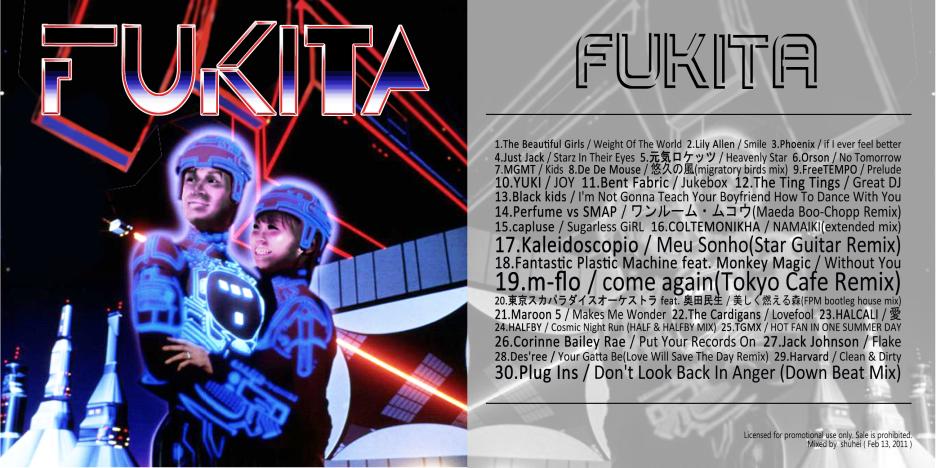 FUKITA
FUKITA
1.The Beautiful Girls / Weight Of The World 2.Lily Allen / Smile 3.Phoenix / if I ever feel better
4.Just Jack / Starz In Their Eyes 5.元気ロケッツ / Heavenly Star 6.Orson / No Tomorrow
7.MGMT / Kids 8.De De Mouse / 悠久の風(migratory birds mix) 9.FreeTEMPO / Prelude
10.YUKI / JOY 11.Bent Fabric / Jukebox 12.The Ting Tings / Great DJ
13.Black kids / I'm Not Gonna Teach Your Boyfriend How To Dance With You
14.Perfume vs SMAP / ワンルーム・ムコウ(Maeda Boo-Chopp Remix)
15.capluse / Sugarless GiRL 16.COLTEMONIKHA / NAMAIKI(extended mix)
17.Kaleidoscopio / Meu Sonho(Star Guitar Remix)
18.Fantastic Plastic Machine feat. Monkey Magic / Without You
19.m-flo / come again(Tokyo Cafe Remix)
20.東京スカパラダイスオーケストラ feat. 奥田民生 / 美しく燃える森(FPM bootleg house mix)
21.Maroon 5 / Makes Me Wonder 22.The Cardigans / Lovefool 23.HALCALI / 愛
24.HALFBY / Cosmic Night Run (HALF & HALFBY MIX) 25.TGMX / HOT FAN IN ONE SUMMER DAY
26.Corinne Bailey Rae / Put Your Records On 27.Jack Johnson / Flake
28.Des'ree / Your Gatta Be(Love Will Save The Day Remix) 29.Harvard / Clean & Dirty
30.Plug Ins / Don't Look Back In Anger (Down Beat Mix)
Licensed for promotional use only. Sale is prohibited.
Mixed by shuhei ( Feb 13, 2011 )